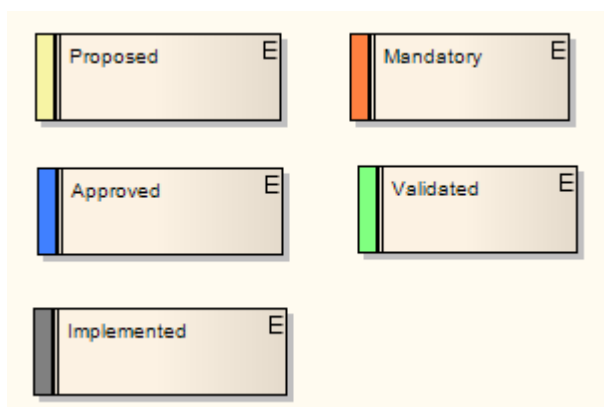 Proposed E
Mandatory E
Approved E
Validated E
Implemented E